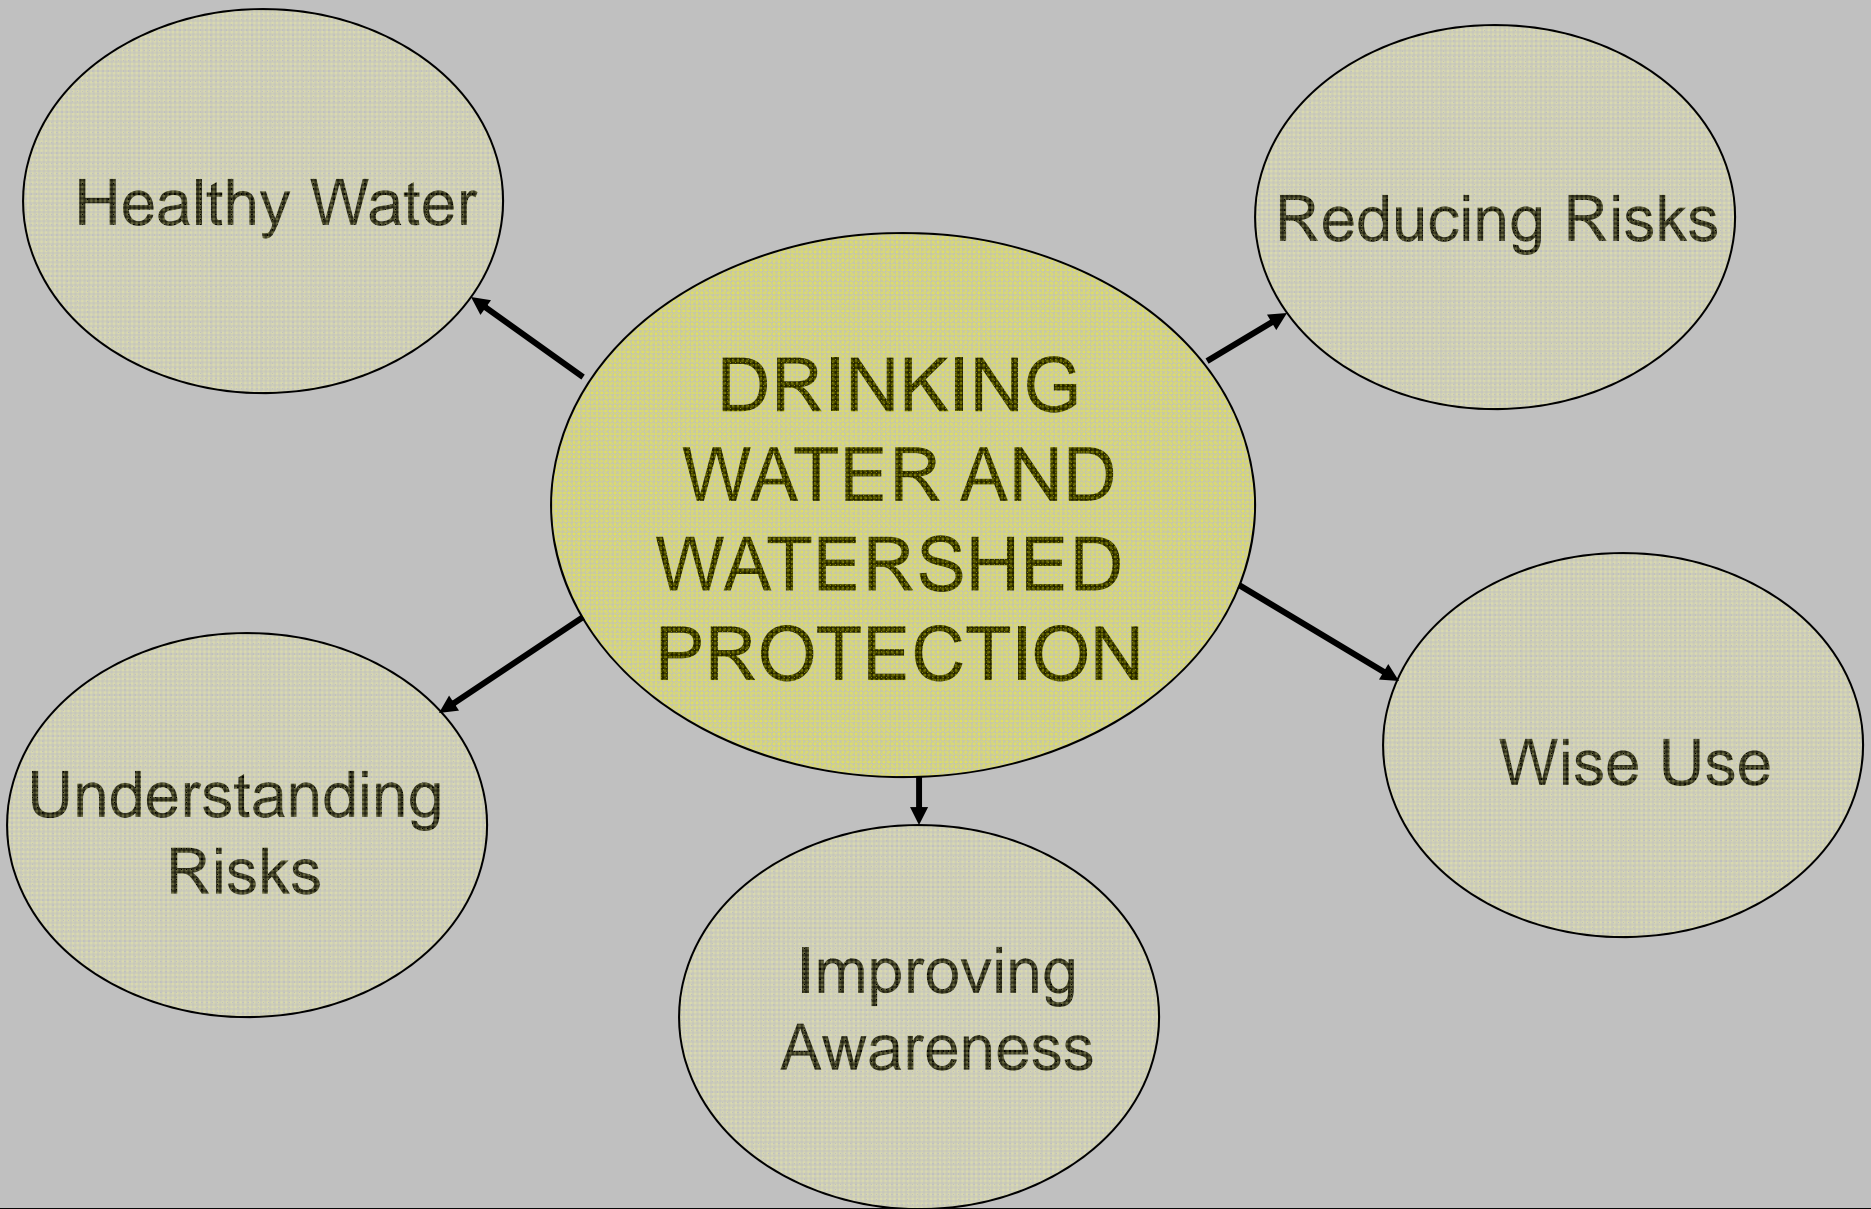 Healthy Water
Reducing Risks
DRINKING
WATER AND
WATERSHED
PROTECTION
Wise Use
Understanding
Risks
Improving
Awareness